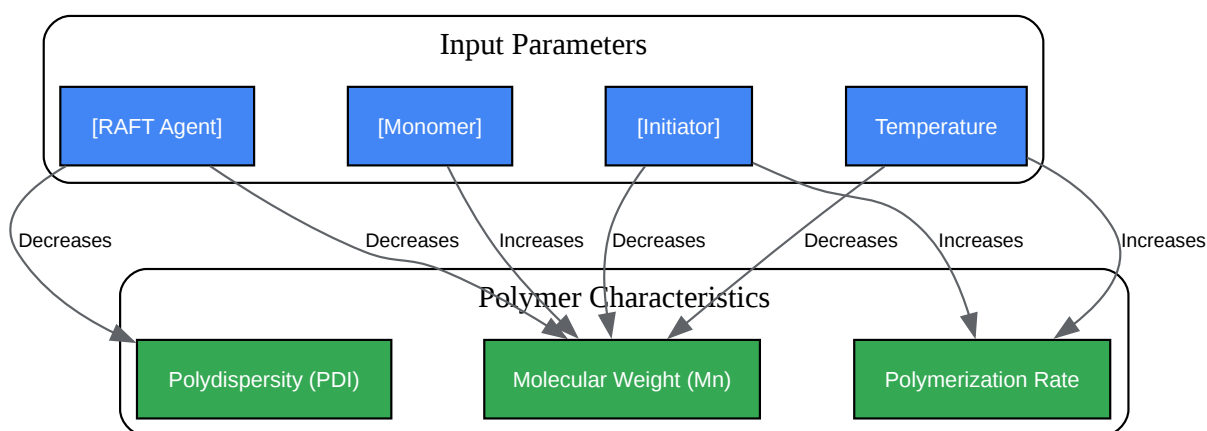 Input Parameters
[RAFT Agent]
[Monomer]
[Initiator]
Temperature
Decreases
Decreases
Increases
Decreases
Decreases
Increases
Increases
Polymer Characteristics
Polydispersity (PDI)
Molecular Weight (Mn)
Polymerization Rate